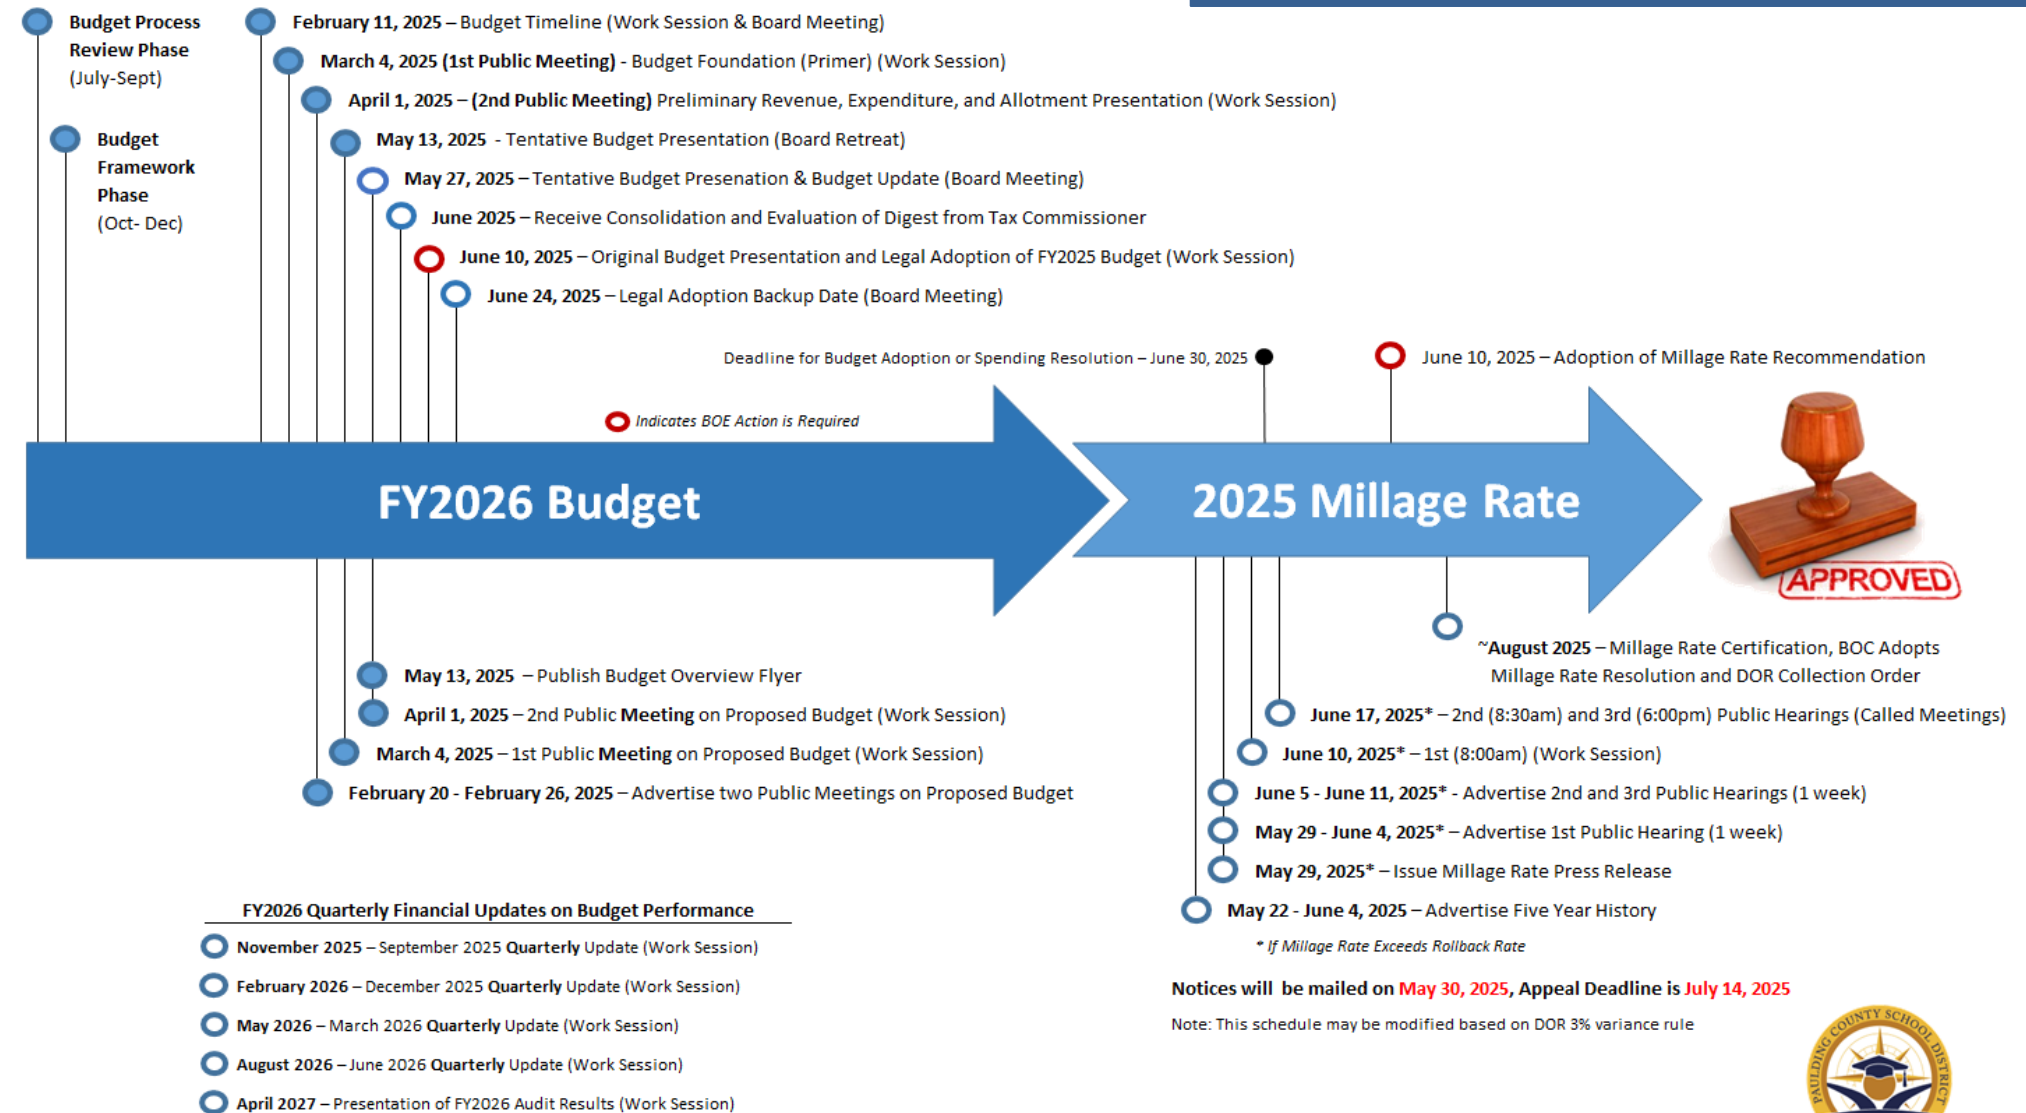 Budget Process
Review Phase
(July-Sept)
Budget
Framework
Phase
(Oct- Dec)
February 11, 2025 – Budget Timeline (Work Session & Board Meeting)
March 4, 2025 (1st Public Meeting) - Budget Foundation (Primer) (Work Session)
April 1, 2025 – (2nd Public Meeting) Preliminary Revenue, Expenditure, and Allotment Presentation (Work Session)
May 13, 2025 - Tentative Budget Presentation (Board Retreat)
May 27, 2025 – Tentative Budget Presenation & Budget Update (Board Meeting)
June 2025 – Receive Consolidation and Evaluation of Digest from Tax Commissioner
June 10, 2025 – Original Budget Presentation and Legal Adoption of FY2025 Budget (Work Session)
June 24, 2025 – Legal Adoption Backup Date (Board Meeting)
Deadline for Budget Adoption or Spending Resolution – June 30, 2025
June 10, 2025 – Adoption of Millage Rate Recommendation
Indicates BOE Action is Required
FY2026 Budget
2025 Millage Rate
APPROVED
May 13, 2025 – Publish Budget Overview Flyer
April 1, 2025 – 2nd Public Meeting on Proposed Budget (Work Session)
March 4, 2025 – 1st Public Meeting on Proposed Budget (Work Session)
February 20 - February 26, 2025 – Advertise two Public Meetings on Proposed Budget
~August 2025 – Millage Rate Certification, BOC Adopts
Millage Rate Resolution and DOR Collection Order
June 17, 2025* – 2nd (8:30am) and 3rd (6:00pm) Public Hearings (Called Meetings)
June 10, 2025* – 1st (8:00am) (Work Session)
June 5 - June 11, 2025* - Advertise 2nd and 3rd Public Hearings (1 week)
May 29 - June 4, 2025* – Advertise 1st Public Hearing (1 week)
May 29, 2025* – Issue Millage Rate Press Release
May 22 - June 4, 2025 – Advertise Five Year History
* If Millage Rate Exceeds Rollback Rate
Notices will be mailed on May 30, 2025, Appeal Deadline is July 14, 2025
Note: This schedule may be modified based on DOR 3% variance rule
FY2026 Quarterly Financial Updates on Budget Performance
November 2025 – September 2025 Quarterly Update (Work Session)
February 2026 – December 2025 Quarterly Update (Work Session)
May 2026 – March 2026 Quarterly Update (Work Session)
August 2026 – June 2026 Quarterly Update (Work Session)
April 2027 – Presentation of FY2026 Audit Results (Work Session)
PAULDING COUNTY SCHOOL DISTRICT